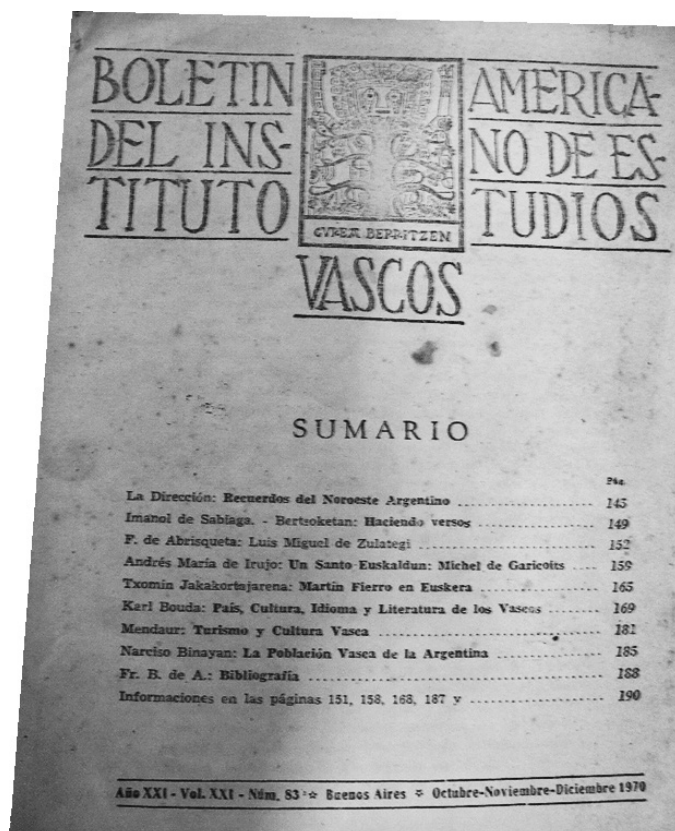 BOLETIN
DEL INS-
TITUTO
AMERICA-
NO DE ES-
TUDIOS
VASCOS
GVREA BERRITZEN
SUMARIO
Pág.
La Dirección: Recuerdos del Noroeste Argentino .................... 145
Imanol de Sabiaga. - Bertsoketan: Haciendo versos .................. 149
F. de Abrisqueta: Luis Miguel de Zulategi ........................... 152
Andrés María de Irujo: Un Santo Euskaldun: Michel de Garicoits .... 159
Txomin Jakakortajarena: Martín Fierro en Euskera .................. 165
Karl Bouda: País, Cultura, Idioma y Literatura de los Vascos ....... 169
Mendaur: Turismo y Cultura Vasca .................................. 181
Narciso Binayan: La Población Vasca de la Argentina ................ 185
Fr. B. de A.: Bibliografía ........................................... 188
Informaciones en las páginas 151, 158, 168, 187 y ................... 190
Año XXI - Vol. XXI - Núm. 83 ☆ Buenos Aires ☆ Octubre-Noviembre-Diciembre 1970